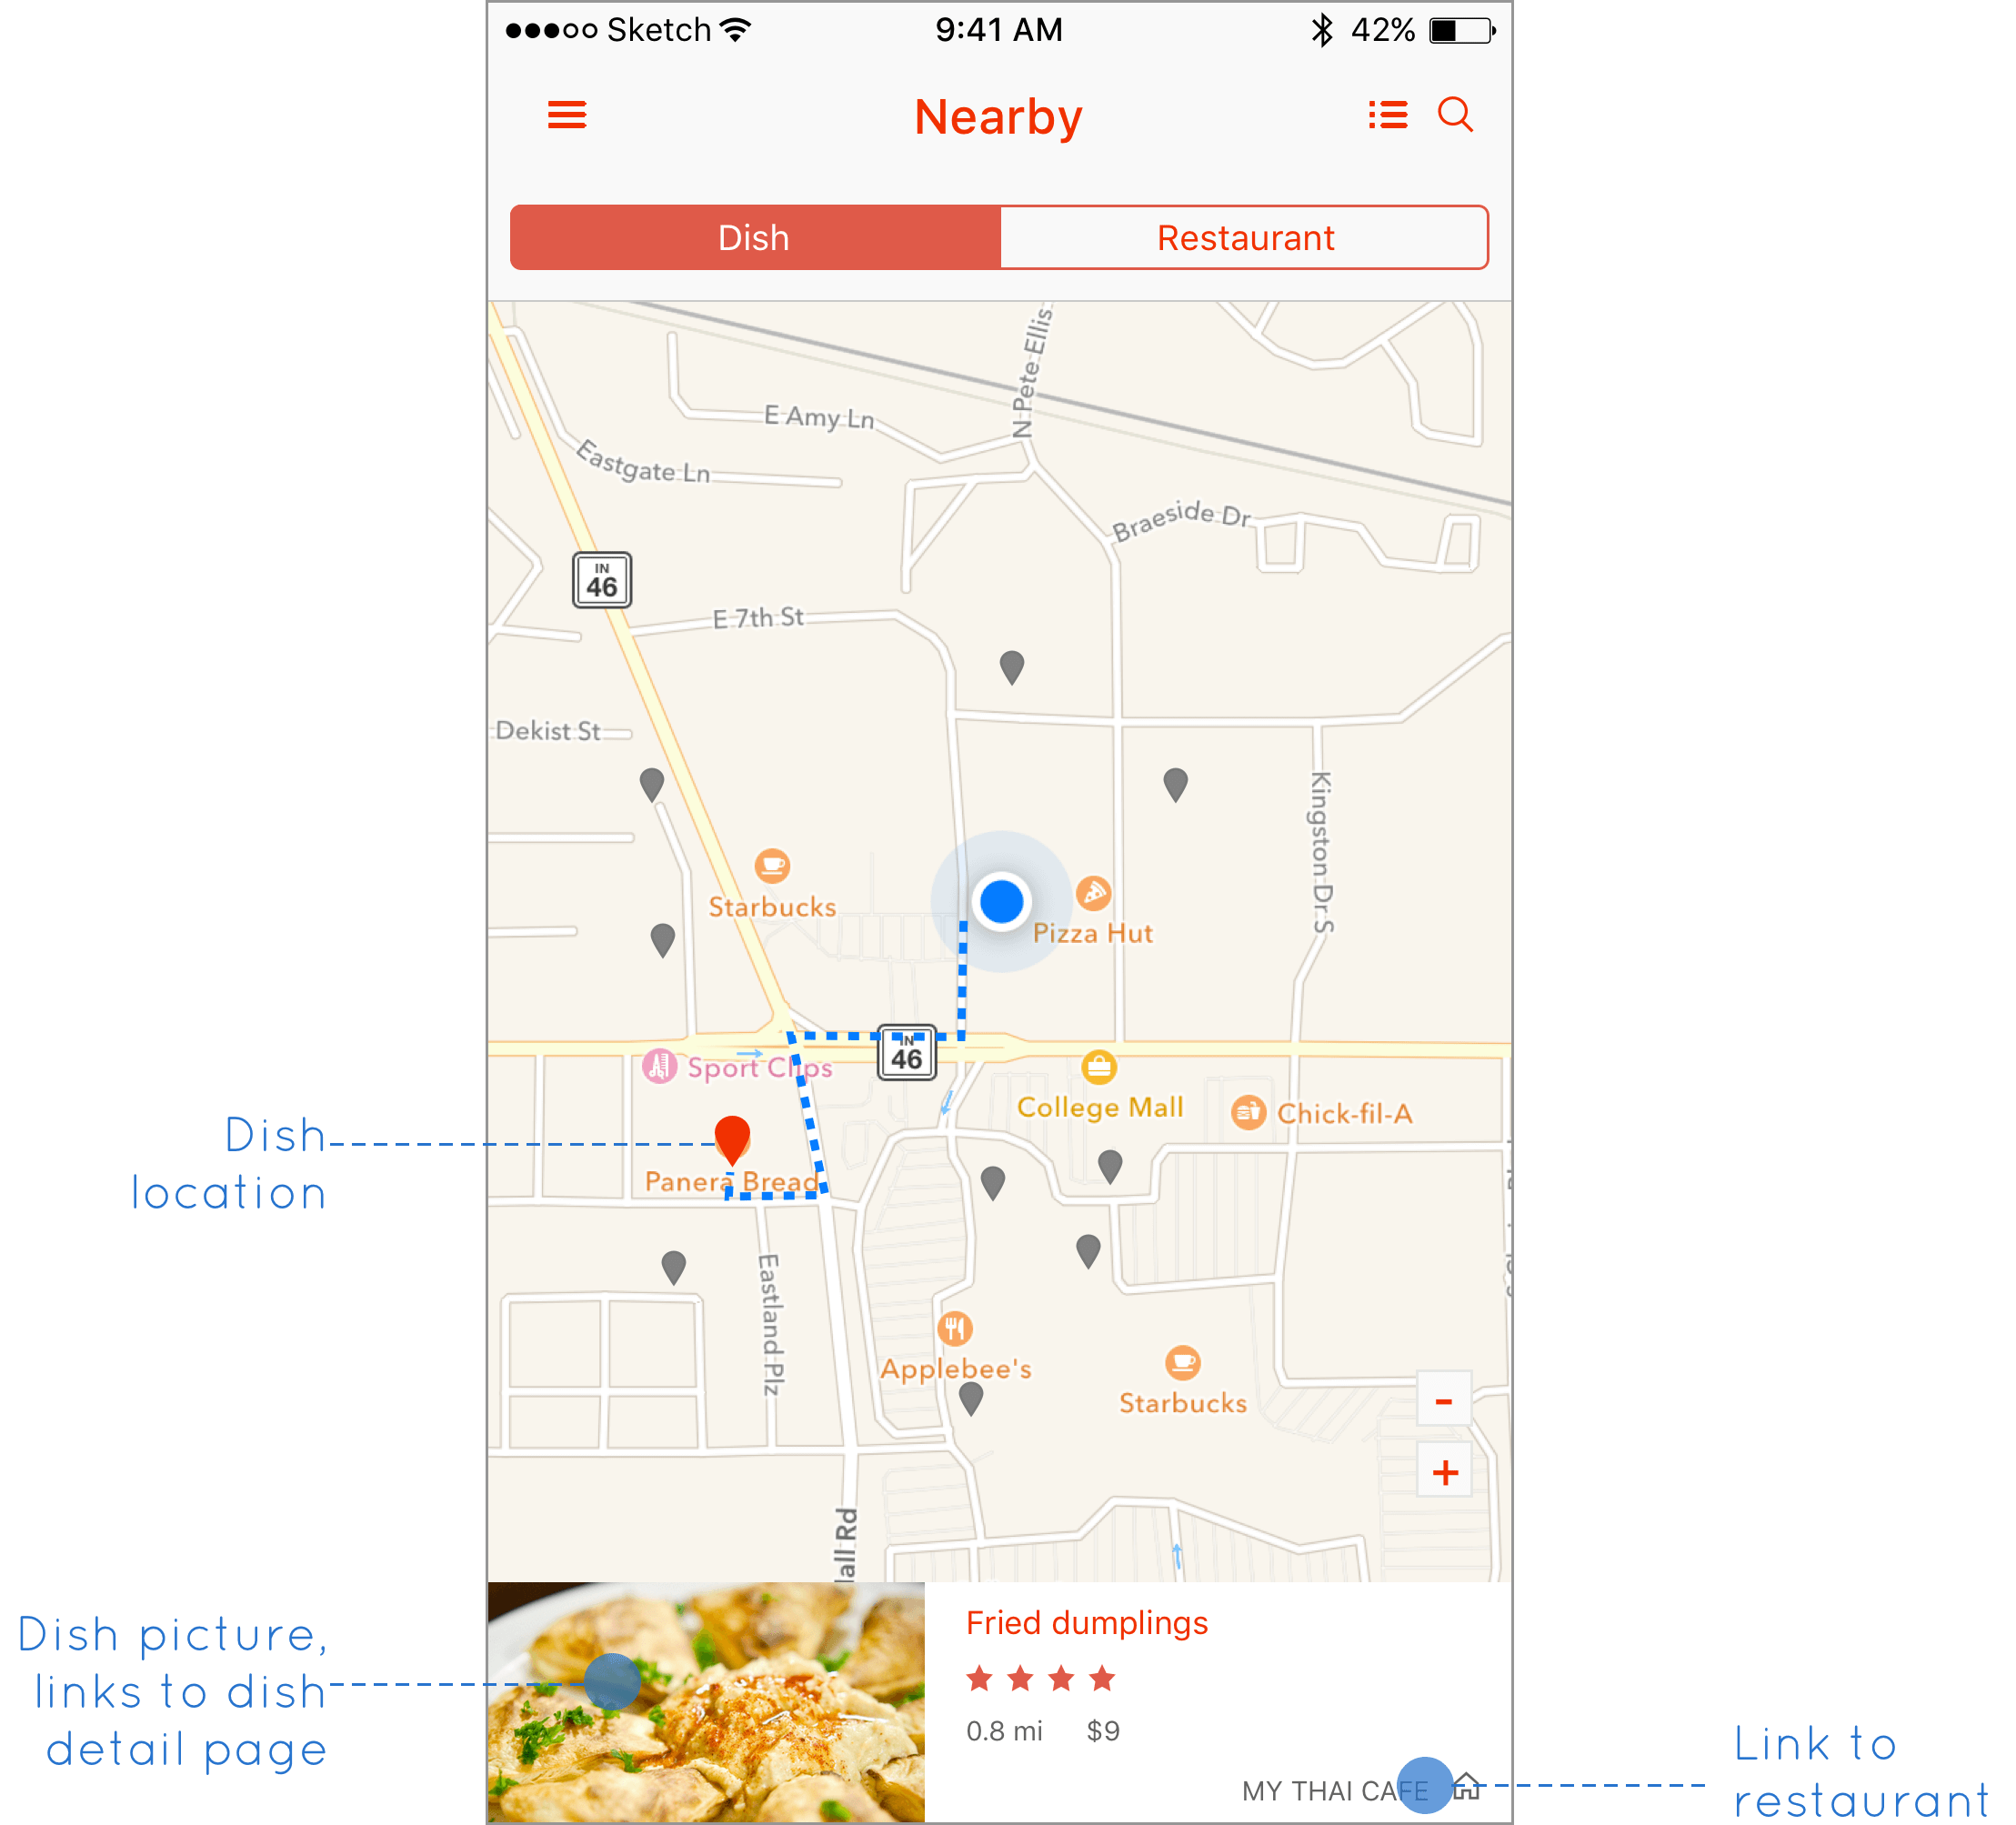 Sketch 9:41 AM 42%
Nearby
Dish Restaurant
N Pete Ellis
E Amy Ln
Eastgate Ln
Braeside Dr
IN
46
E 7th St
Dekist St
Kingston Dr S
Starbucks
Pizza Hut
IN
46
Sport Clips
College Mall
Chick-fil-A
Dish
location
Panera Bread
Eastland Plz
Applebee's
Starbucks
-
+
all Rd
Dish picture,
links to dish
detail page
Fried dumplings
0.8 mi $9
MY THAI CAFE
Link to
restaurant